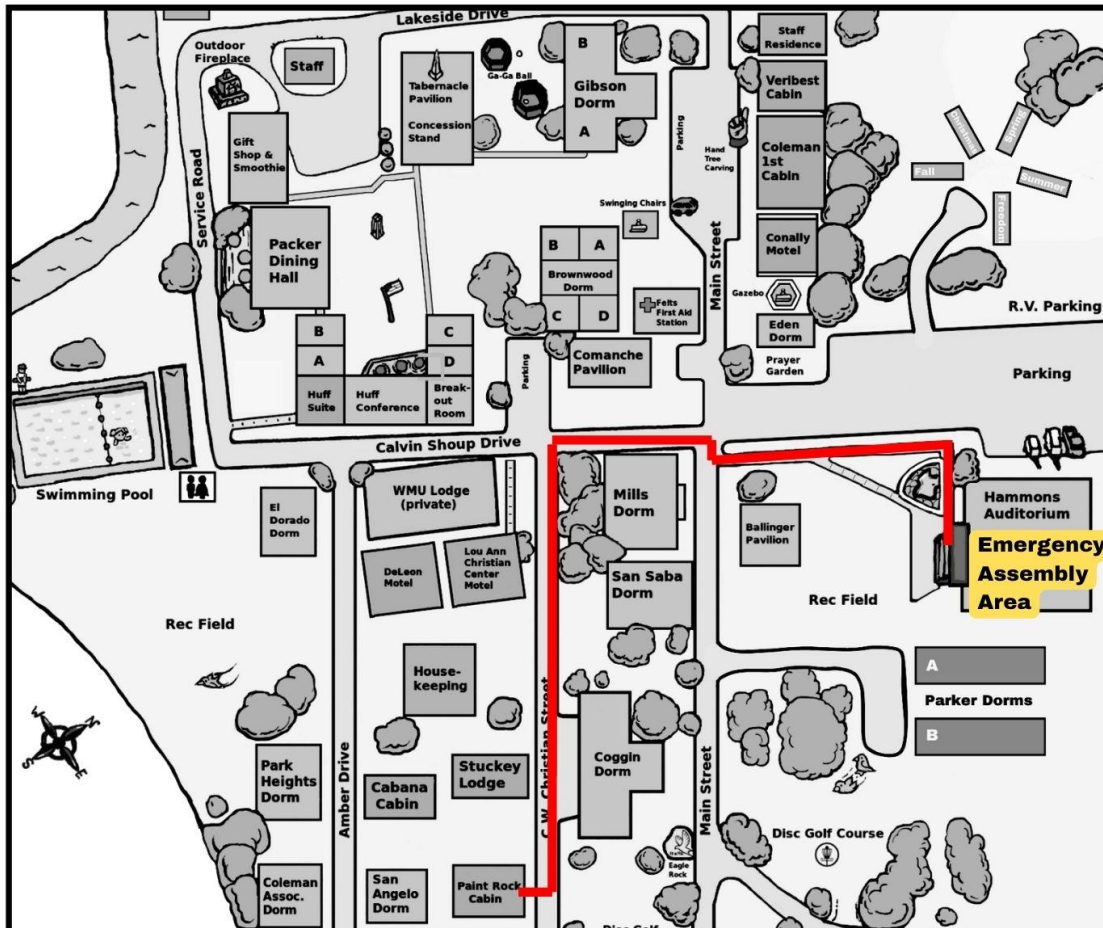 Lakeside Drive
Outdoor
Fireplace
Staff
Tabernacle
Pavilion
Concession
Stand
Ga-Ga Ball
B
Gibson
Dorm
A
Parking
Staff
Residence
Veribest
Cabin
Hand
Tree
Carving
Coleman
1st
Cabin
Christmas
Spring
Fall
Summer
Freedom
Gift
Shop &
Smoothie
Service Road
Packer
Dining
Hall
Swinging Chairs
B
A
Brownwood
Dorm
C
D
Felts
First Aid
Station
Main Street
Conally
Motel
Gazebo
Eden
Dorm
Prayer
Garden
R.V. Parking
Parking
B
A
C
D
Huff
Suite
Huff
Conference
Break-
out
Room
Parking
Comanche
Pavilion
Calvin Shoup Drive
Swimming Pool
El
Dorado
Dorm
WMU Lodge
(private)
DeLeon
Motel
Lou Ann
Christian
Center
Motel
Mills
Dorm
San Saba
Dorm
Ballinger
Pavilion
Hammons
Auditorium
Emergency
Assembly
Area
Rec Field
Rec Field
A
Parker Dorms
B
House-
keeping
C.W. Christian Street
Coggin
Dorm
Main Street
W
N
S
E
Park
Heights
Dorm
Amber Drive
Cabana
Cabin
Stuckey
Lodge
Eagle
Rock
Disc Golf Course
Coleman
Assoc.
Dorm
San
Angelo
Dorm
Paint Rock
Cabin
Disc Golf